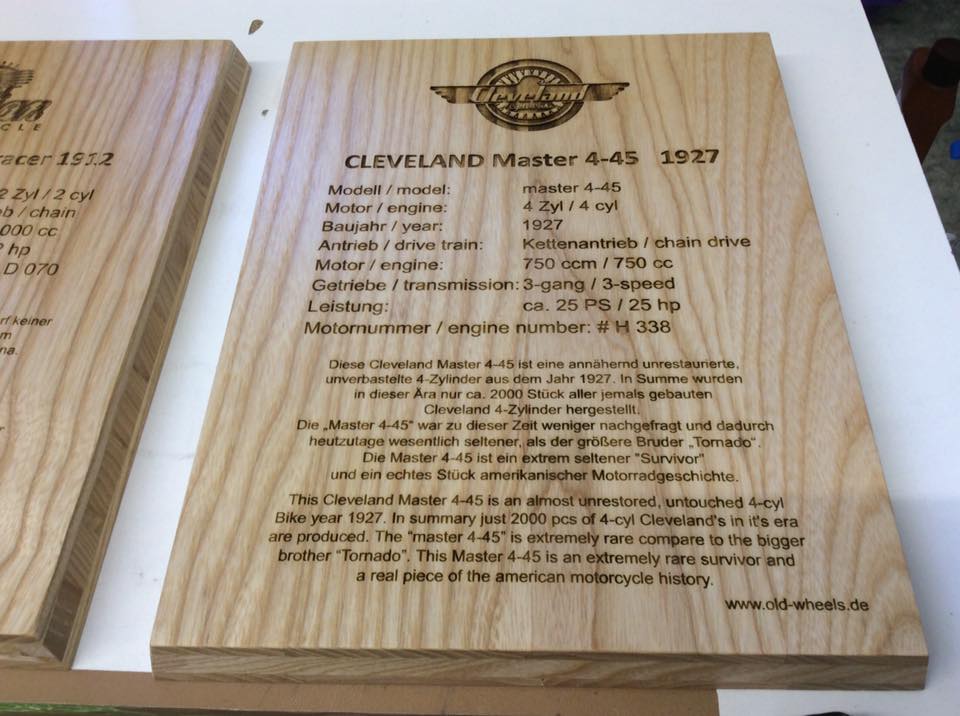 CYCLE
racer 1912
2 Zyl / 2 cyl
/ chain
000 cc
hp
D 070
keiner
Cleveland
CLEVELAND Master 4-45 1927
Modell / model: master 4-45
Motor / engine: 4 Zyl / 4 cyl
Baujahr / year: 1927
Antrieb / drive train: Kettenantrieb / chain drive
Motor / engine: 750 ccm / 750 cc
Getriebe / transmission: 3-gang / 3-speed
Leistung: ca. 25 PS / 25 hp
Motornummer / engine number: # H 338
Diese Cleveland Master 4-45 ist eine annähernd unrestaurierte,
unverbastelte 4-Zylinder aus dem Jahr 1927. In Summe wurden
in dieser Ära nur ca. 2000 Stück aller jemals gebauten
Cleveland 4-Zylinder hergestellt.
Die „Master 4-45“ war zu dieser Zeit weniger nachgefragt und dadurch
heutzutage wesentlich seltener, als der größere Bruder „Tornado“.
Die Master 4-45 ist ein extrem seltener "Survivor"
und ein echtes Stück amerikanischer Motorradgeschichte.
This Cleveland Master 4-45 is an almost unrestored, untouched 4-cyl
Bike year 1927. In summary just 2000 pcs of 4-cyl Cleveland's in it's era
are produced. The "master 4-45" is extremely rare compare to the bigger
brother “Tornado”. This Master 4-45 is an extremely rare survivor and
a real piece of the american motorcycle history.
www.old-wheels.de